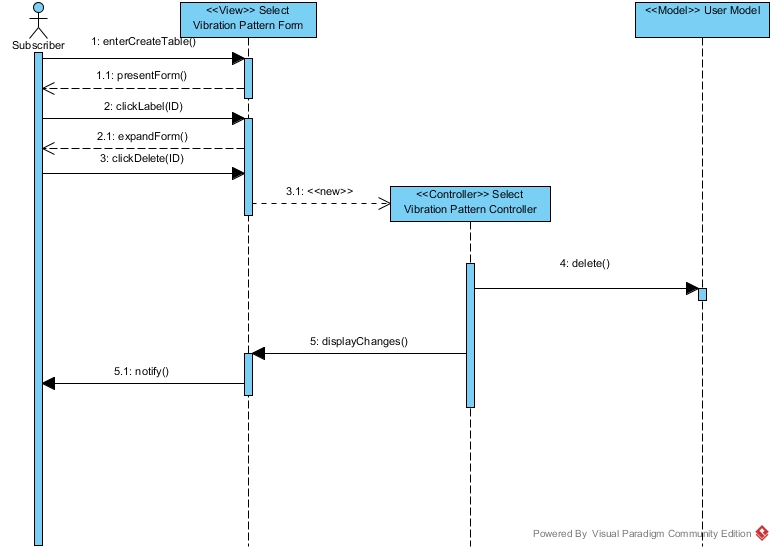 <<View>> Select
Vibration Pattern Form
<<Model>> User Model
Subscriber
1: enterCreateTable()
1.1: presentForm()
2: clickLabel(ID)
2.1: expandForm()
3: clickDelete(ID)
3.1: <<new>>
<<Controller>> Select
Vibration Pattern Controller
4: delete()
5: displayChanges()
5.1: notify()
Powered By Visual Paradigm Community Edition